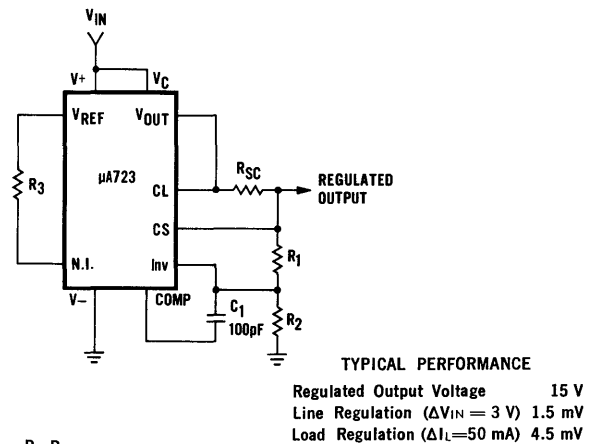 VIN
V+ VC
VREF VOUT
R3
μA723
CL
RSC
REGULATED
OUTPUT
CS
R1
N.I. Inv
V− COMP
C1
100pF
R2
TYPICAL PERFORMANCE
Regulated Output Voltage 15 V
Line Regulation (ΔVIN = 3 V) 1.5 mV
Load Regulation (ΔIL=50 mA) 4.5 mV